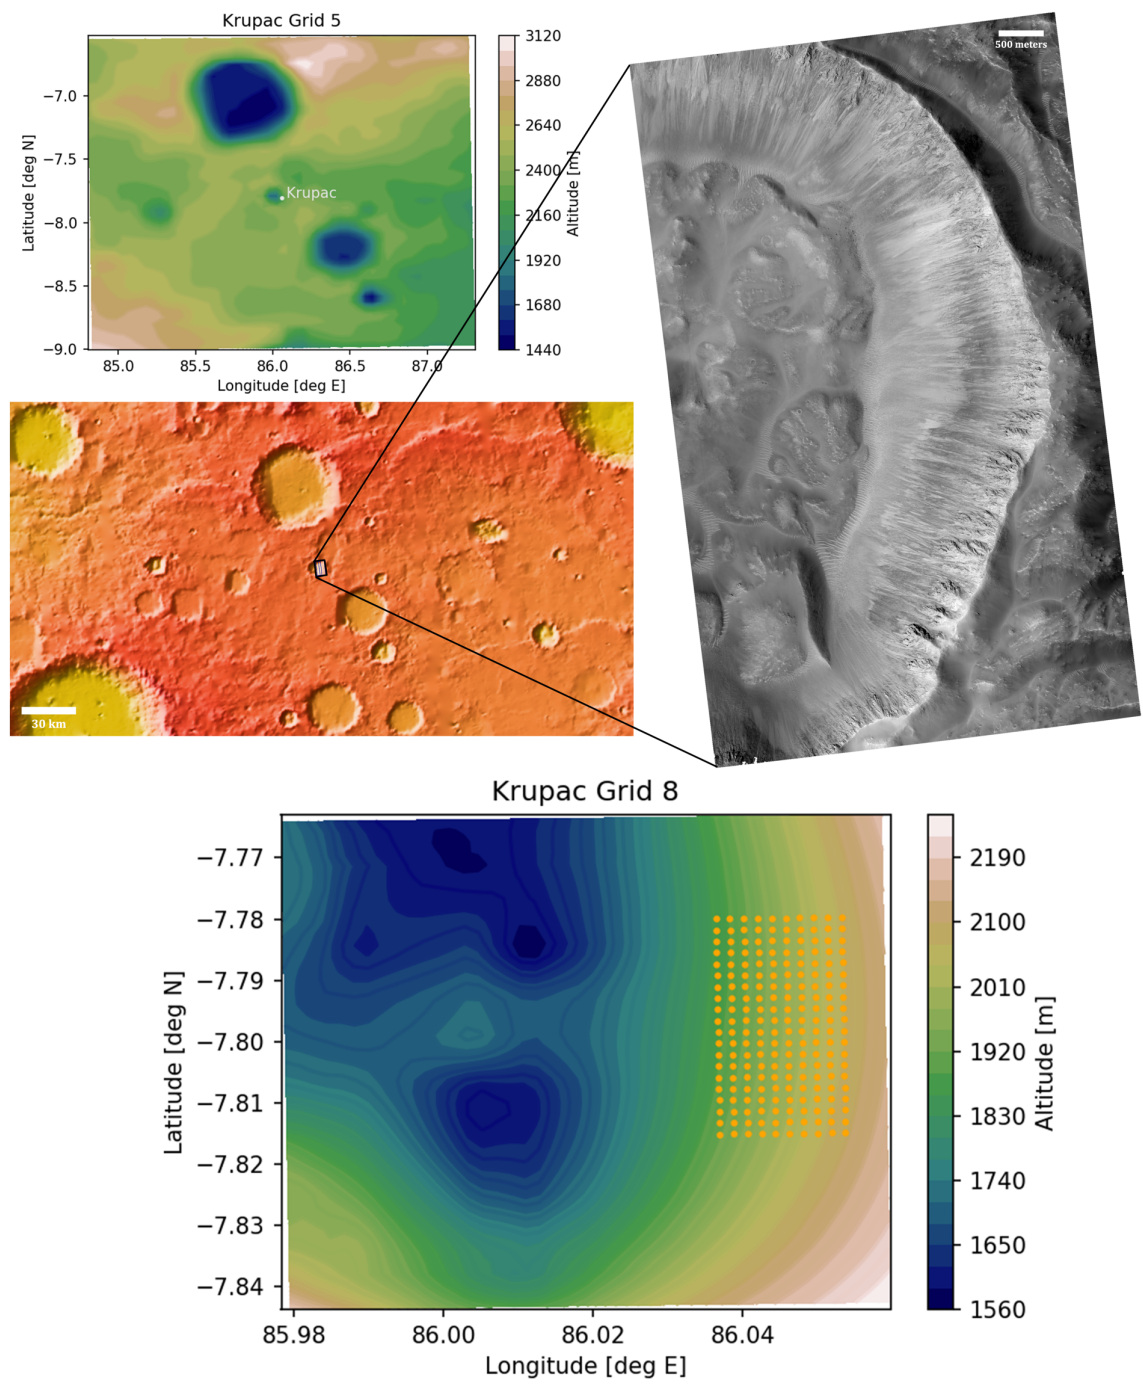 Krupac Grid 5
Latitude [deg N]
−7.0
−7.5
−8.0
−8.5
−9.0
85.0 85.5 86.0 86.5 87.0
Longitude [deg E]
Krupac
3120
2880
2640
2400
2160
1920
1680
1440
Altitude [m]
500 meters
30 km
Krupac Grid 8
Latitude [deg N]
−7.77
−7.78
−7.79
−7.80
−7.81
−7.82
−7.83
−7.84
85.98 86.00 86.02 86.04
Longitude [deg E]
2190
2100
2010
1920
1830
1740
1650
1560
Altitude [m]